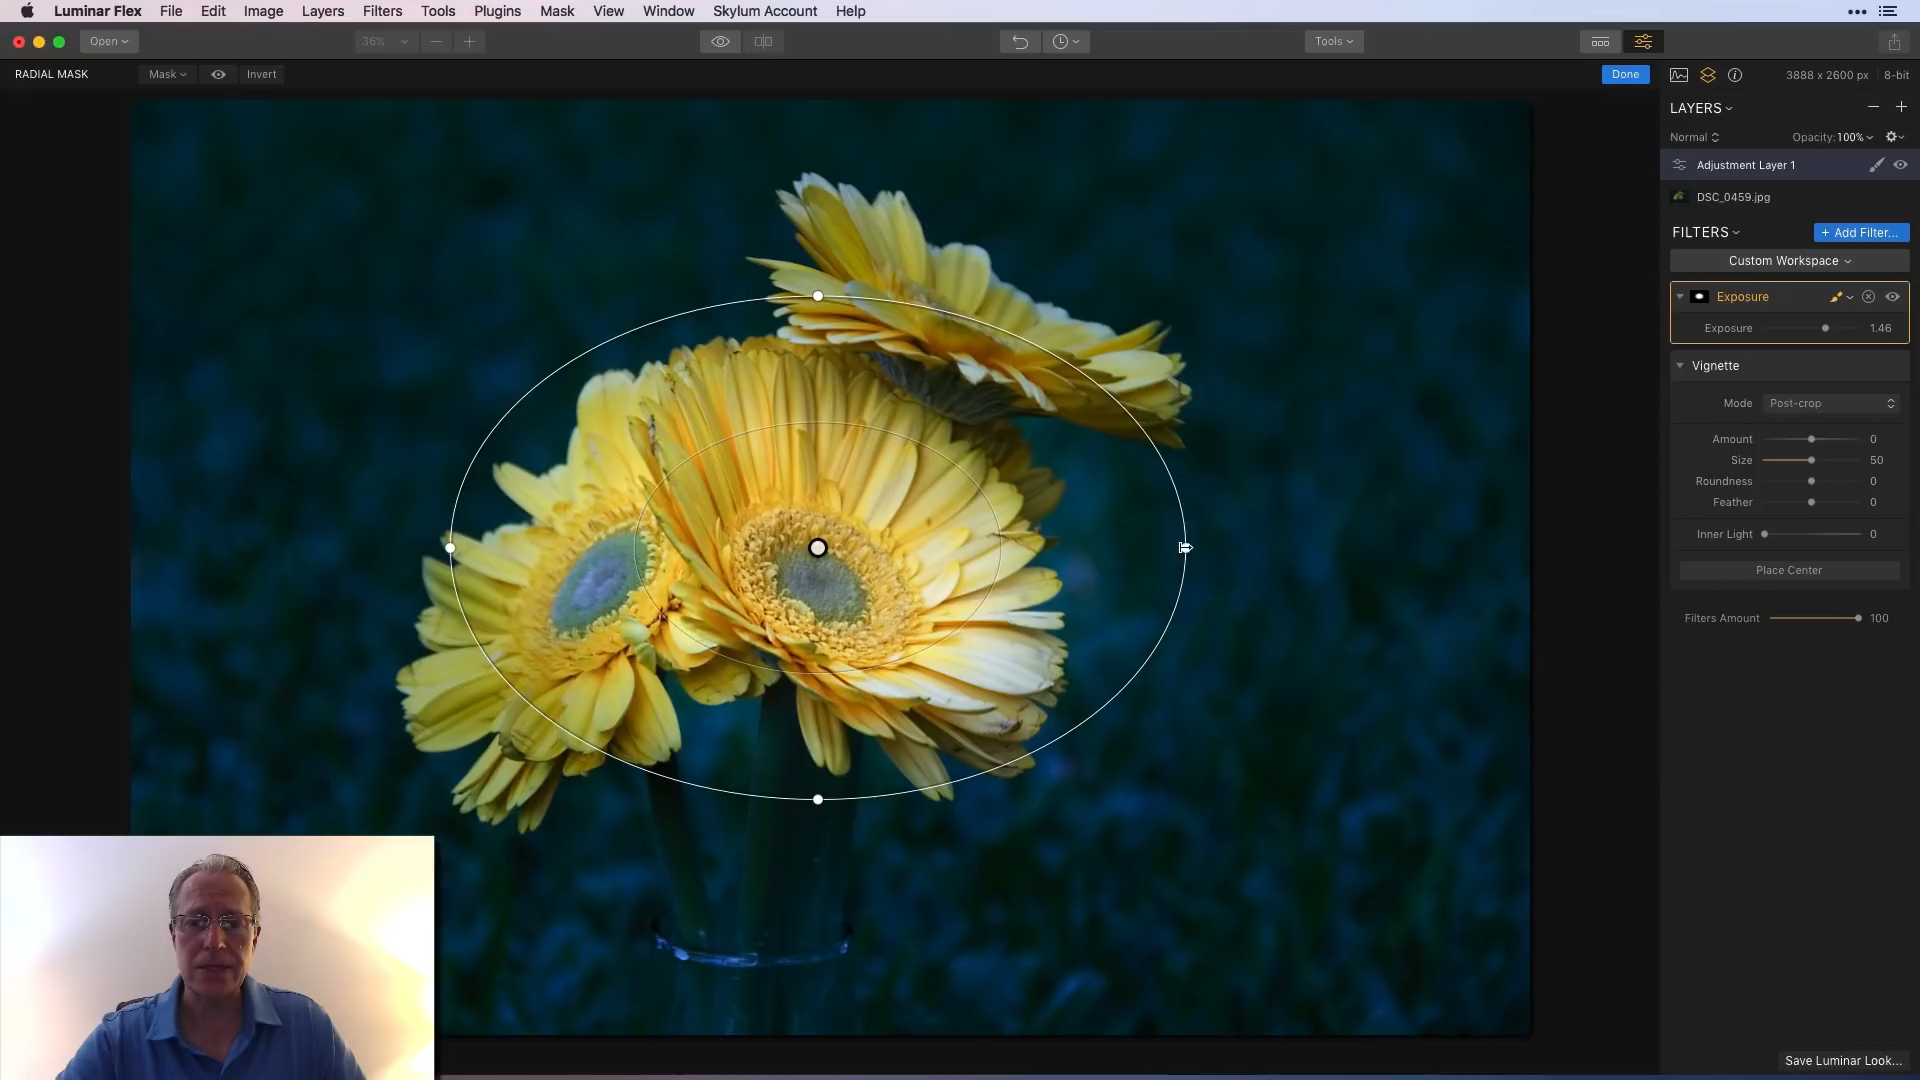 Luminar Flex File Edit Image Layers Filters Tools Plugins Mask View Window Skylum Account Help
Open 36% Tools
RADIAL MASK Mask Invert Done 3888 x 2600 px 8-bit
LAYERS
Normal Opacity: 100%
Adjustment Layer 1
DSC_0459.jpg
FILTERS + Add Filter...
Custom Workspace
Exposure
Exposure 1.46
Vignette
Mode Post-crop
Amount 0
Size 50
Roundness 0
Feather 0
Inner Light 0
Place Center
Filters Amount 100
Save Luminar Look...